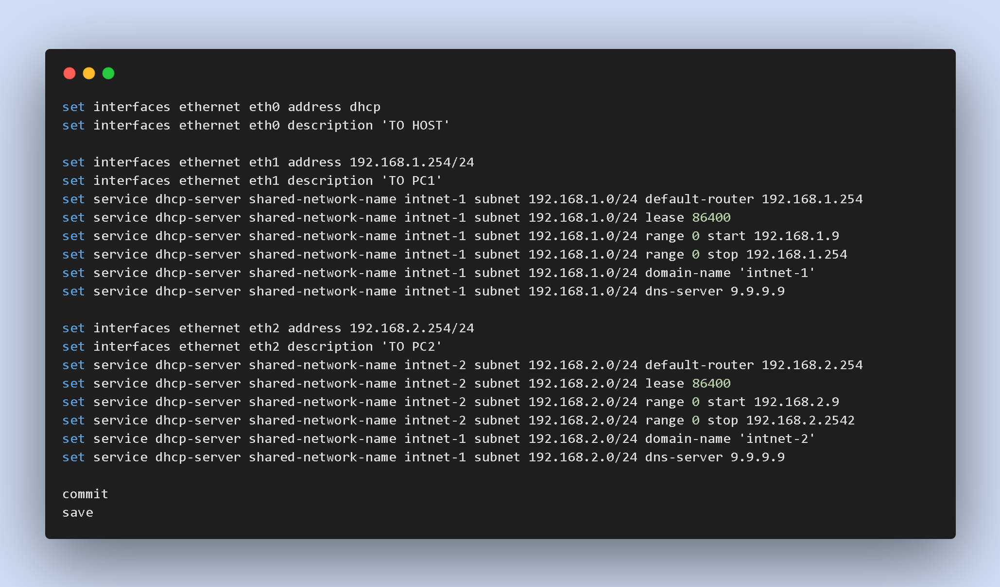 set interfaces ethernet eth0 address dhcp
set interfaces ethernet eth0 description 'TO HOST'
set interfaces ethernet eth1 address 192.168.1.254/24
set interfaces ethernet eth1 description 'TO PC1'
set service dhcp-server shared-network-name intnet-1 subnet 192.168.1.0/24 default-router 192.168.1.254
set service dhcp-server shared-network-name intnet-1 subnet 192.168.1.0/24 lease 86400
set service dhcp-server shared-network-name intnet-1 subnet 192.168.1.0/24 range 0 start 192.168.1.9
set service dhcp-server shared-network-name intnet-1 subnet 192.168.1.0/24 range 0 stop 192.168.1.254
set service dhcp-server shared-network-name intnet-1 subnet 192.168.1.0/24 domain-name 'intnet-1'
set service dhcp-server shared-network-name intnet-1 subnet 192.168.1.0/24 dns-server 9.9.9.9
set interfaces ethernet eth2 address 192.168.2.254/24
set interfaces ethernet eth2 description 'TO PC2'
set service dhcp-server shared-network-name intnet-2 subnet 192.168.2.0/24 default-router 192.168.2.254
set service dhcp-server shared-network-name intnet-2 subnet 192.168.2.0/24 lease 86400
set service dhcp-server shared-network-name intnet-2 subnet 192.168.2.0/24 range 0 start 192.168.2.9
set service dhcp-server shared-network-name intnet-2 subnet 192.168.2.0/24 range 0 stop 192.168.2.2542
set service dhcp-server shared-network-name intnet-1 subnet 192.168.2.0/24 domain-name 'intnet-2'
set service dhcp-server shared-network-name intnet-1 subnet 192.168.2.0/24 dns-server 9.9.9.9
commit
save